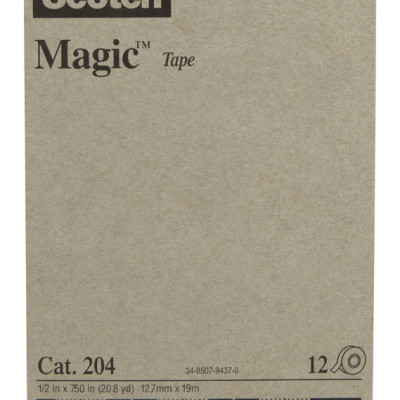 Scotch
Magic™ Tape
Cat. 204 34-8507-9437-0 12
1/2 in x 750 in (20.8 yd) 12.7mm x 19m